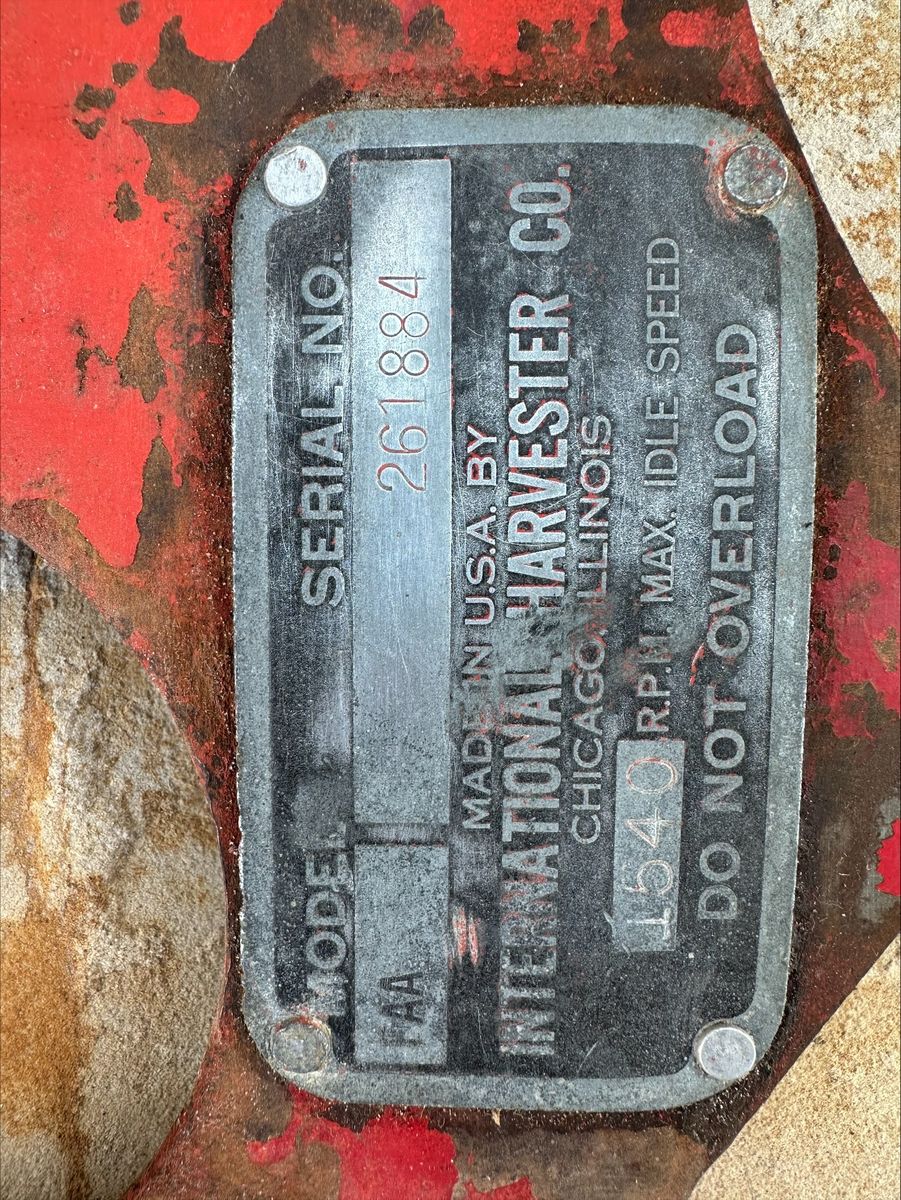 MODEL SERIAL NO.
FAA 261884
MADE IN U.S.A. BY
INTERNATIONAL HARVESTER CO.
CHICAGO, ILLINOIS
1540 R.P.M. MAX. IDLE SPEED
DO NOT OVERLOAD